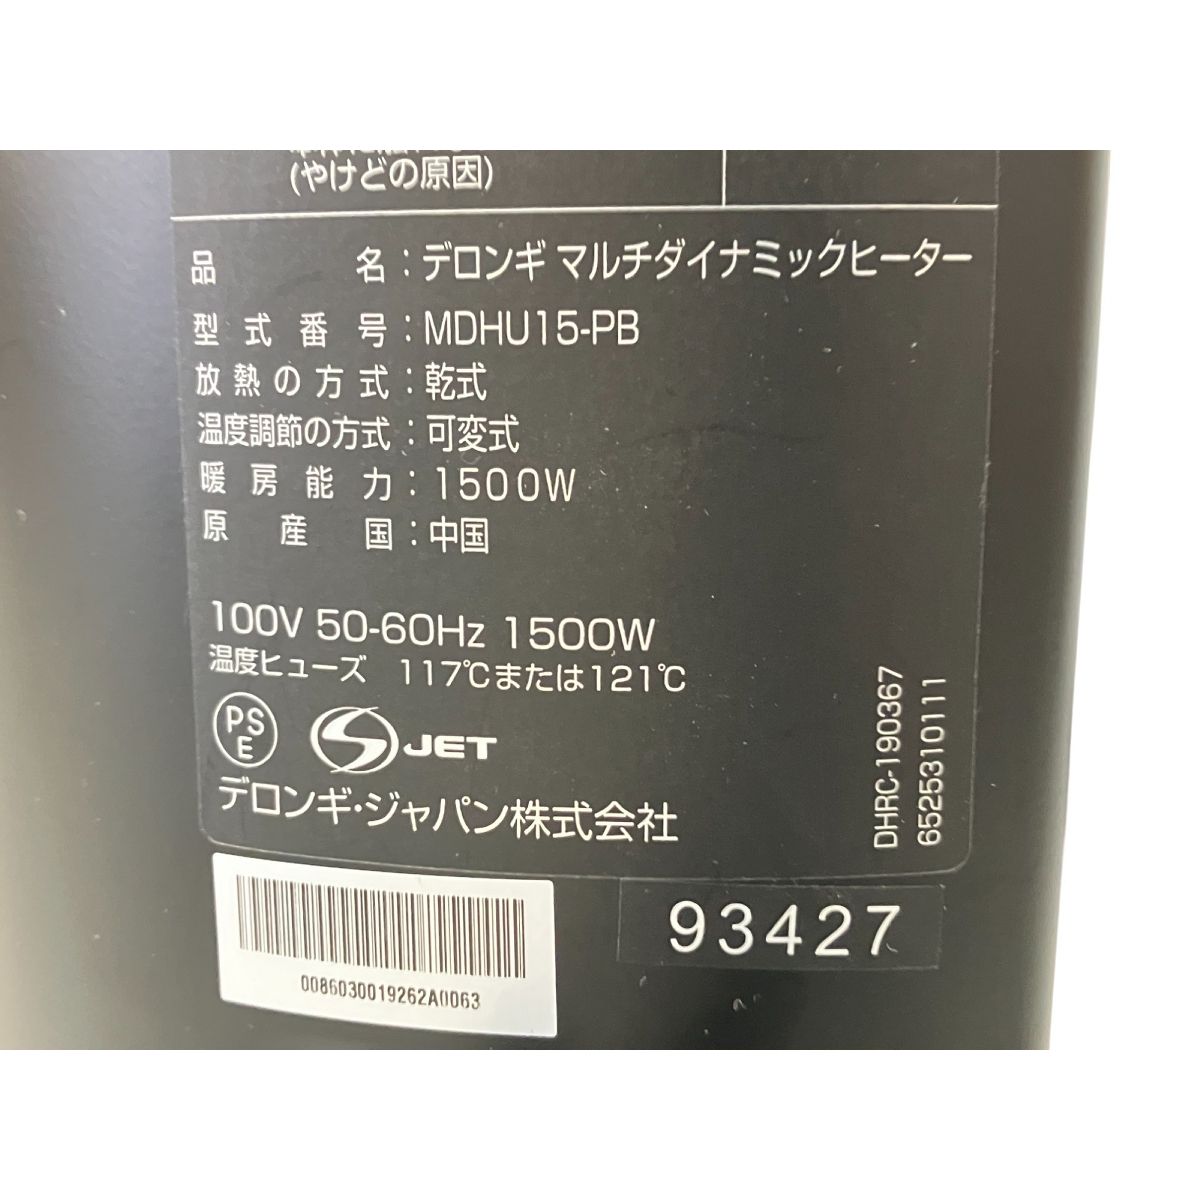 (やけどの原因)
品名：デロンギ マルチダイナミックヒーター
型式番号：MDHU15-PB
放熱の方式：乾式
温度調節の方式：可変式
暖房能力：1500W
原産国：中国
100V 50-60Hz 1500W
温度ヒューズ 117℃または121℃
PSE
S JET
デロンギ・ジャパン株式会社
DHRC-190367
6525310111
0086030019262A0063
93427